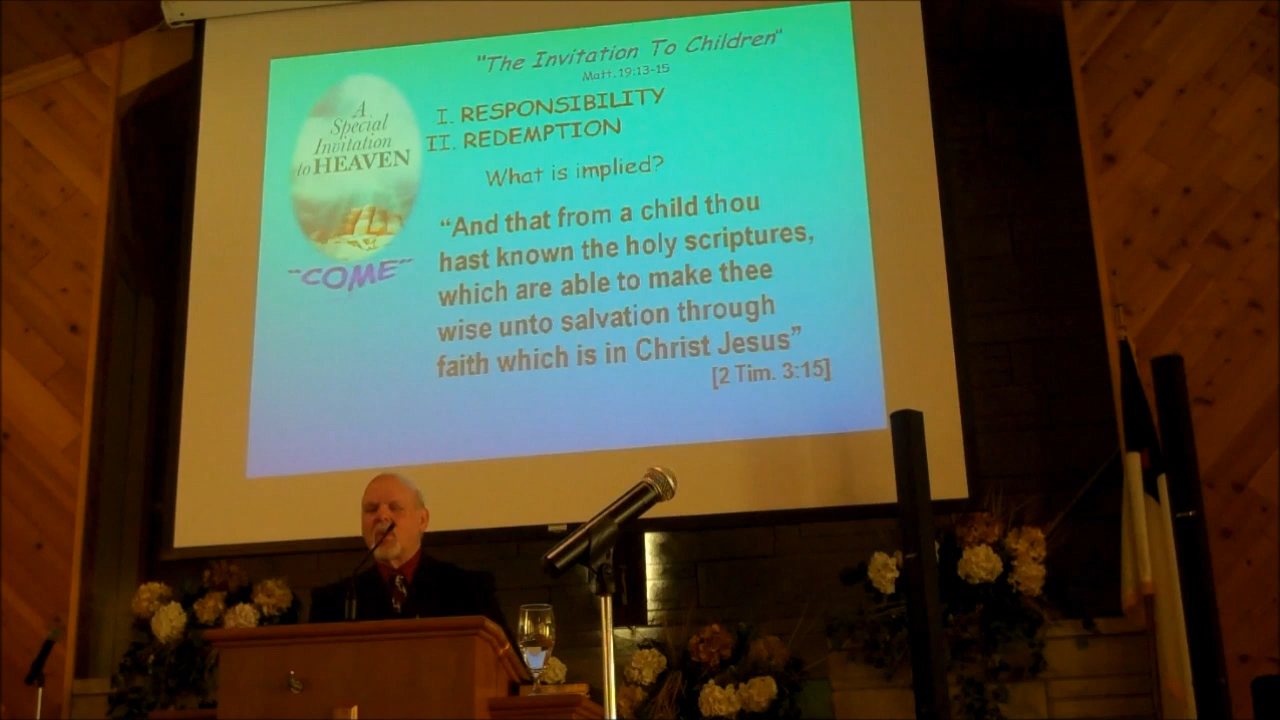 "The Invitation To Children"
Matt. 19:13-15
I. RESPONSIBILITY
II. REDEMPTION
What is implied?
A
Special
Invitation
to HEAVEN
"COME"
“And that from a child thou
hast known the holy scriptures,
which are able to make thee
wise unto salvation through
faith which is in Christ Jesus”
[2 Tim. 3:15]